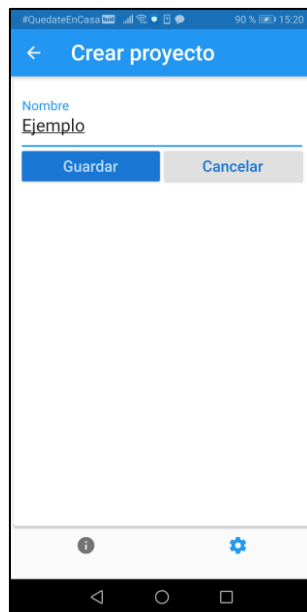 #QuedateEnCasa 90 % 15:20
Crear proyecto
Nombre
Ejemplo
Guardar Cancelar